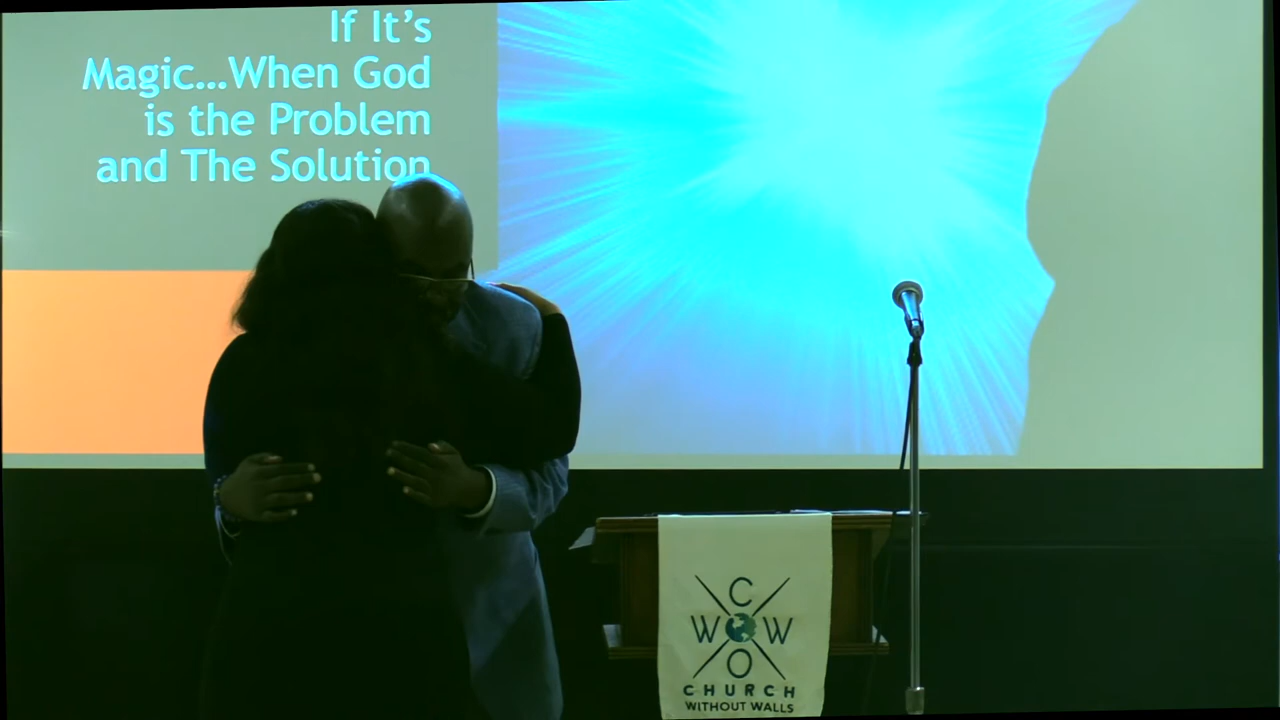 If It's
Magic...When God
is the Problem
and The Solution
C
W W
O
CHURCH
WITHOUT WALLS